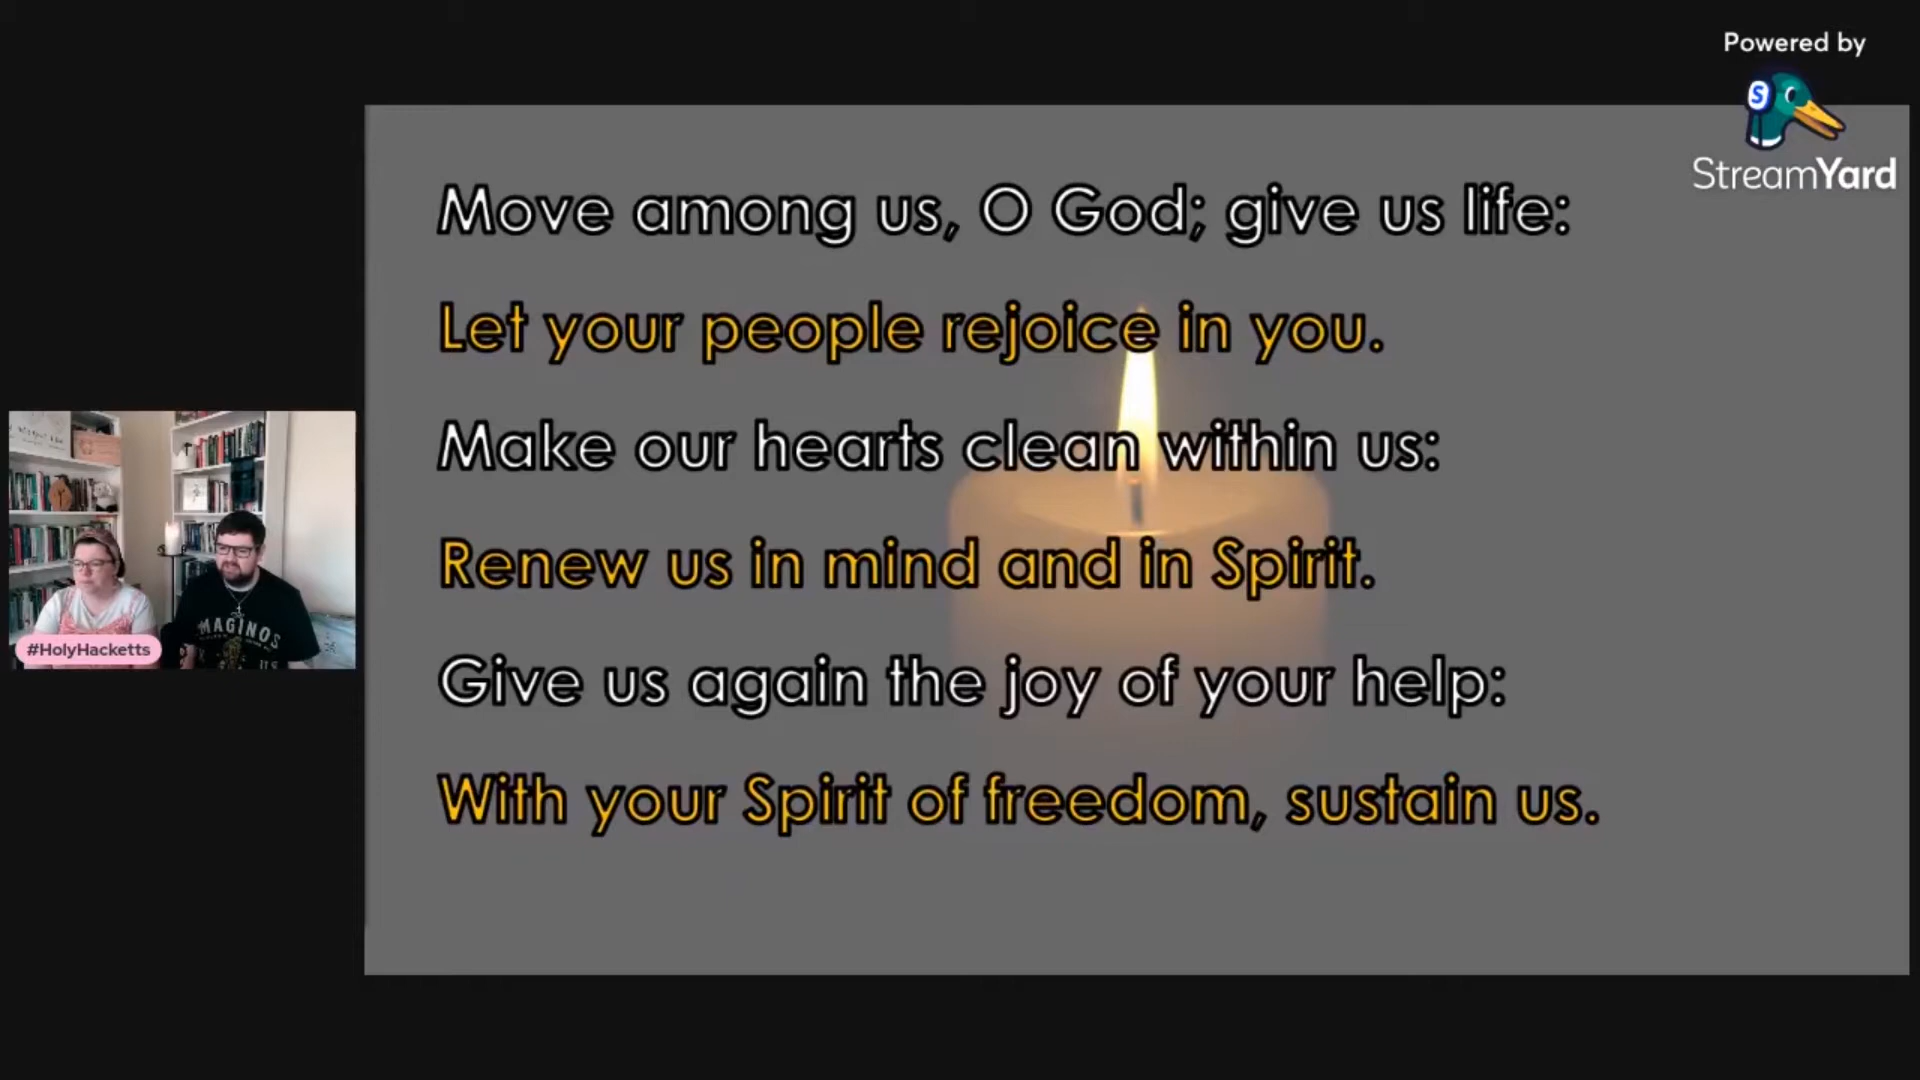 Powered by
StreamYard
Move among us, O God; give us life:
Let your people rejoice in you.
Make our hearts clean within us:
Renew us in mind and in Spirit.
Give us again the joy of your help:
With your Spirit of freedom, sustain us.
#HolyHacketts